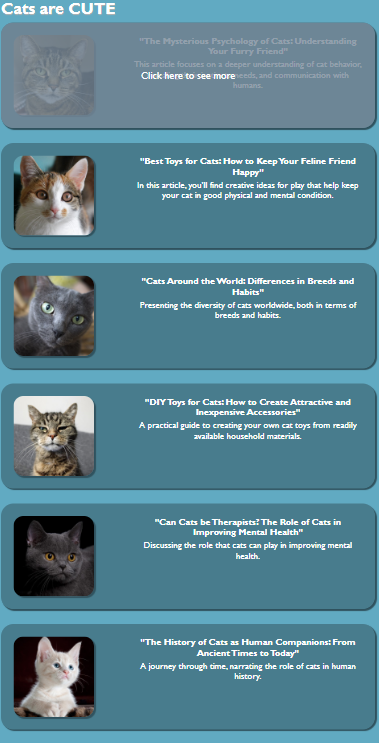 Cats are CUTE
"The Mysterious Psychology of Cats: Understanding
Your Furry Friend"
This article focuses on a deeper understanding of cat behavior,
Click here to see more
needs, and communication with
humans.
"Best Toys for Cats: How to Keep Your Feline Friend
Happy"
In this article, you'll find creative ideas for play that help keep
your cat in good physical and mental condition.
"Cats Around the World: Differences in Breeds and
Habits"
Presenting the diversity of cats worldwide, both in terms of
breeds and habits.
"DIY Toys for Cats: How to Create Attractive and
Inexpensive Accessories"
A practical guide to creating your own cat toys from readily
available household materials.
"Can Cats be Therapists? The Role of Cats in
Improving Mental Health"
Discussing the role that cats can play in improving mental
health.
"The History of Cats as Human Companions: From
Ancient Times to Today"
A journey through time, narrating the role of cats in human
history.